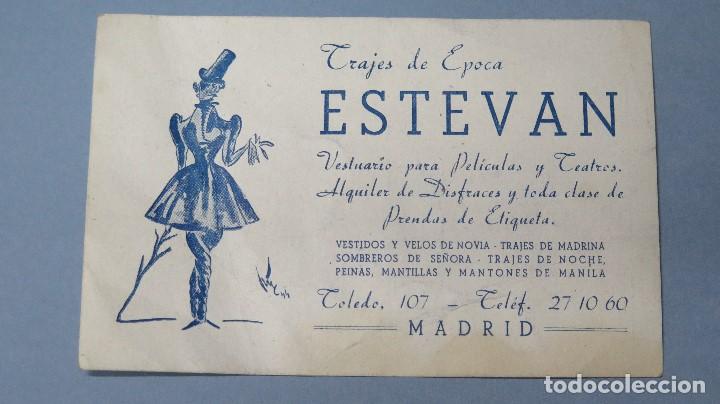 Trajes de Epoca
ESTEVAN
Vestuario para Películas y Teatros.
Alquiler de Disfraces y toda clase de
Prendas de Etiqueta.
VESTIDOS Y VELOS DE NOVIA - TRAJES DE MADRINA
SOMBREROS DE SEÑORA - TRAJES DE NOCHE,
PEINAS, MANTILLAS Y MANTONES DE MANILA
Toledo, 107 - Teléf. 27 10 60
MADRID
todocoleccion.net